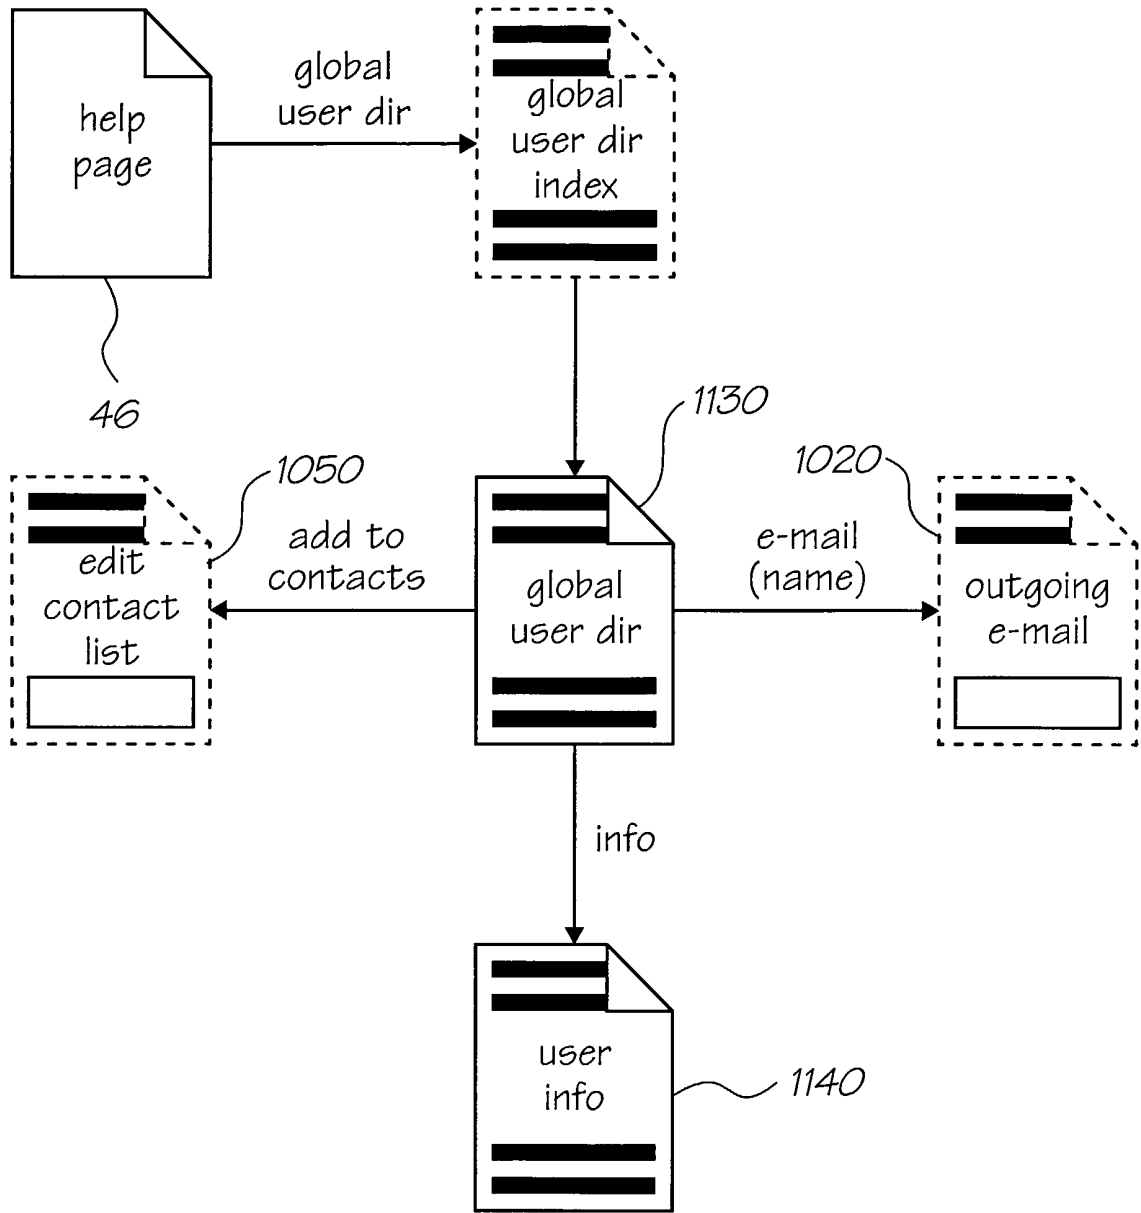 help
page
global
user dir
global
user dir
index
46
1130
1050
1020
edit
contact
list
add to
contacts
global
user dir
e-mail
(name)
outgoing
e-mail
info
user
info
1140